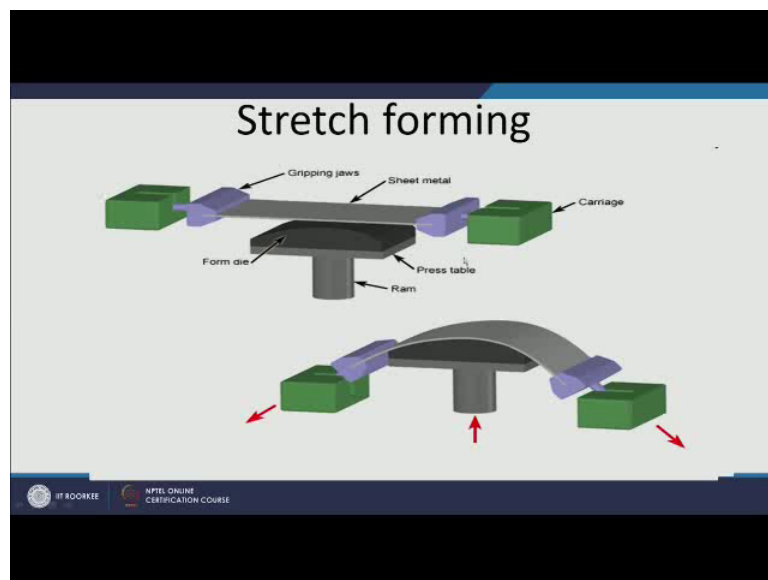 Stretch forming
Gripping jaws
Sheet metal
Carriage
Form die
Press table
Ram
IIT ROORKEE
NPTEL ONLINE
CERTIFICATION COURSE